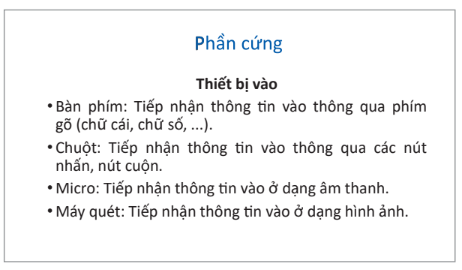 Phần cứng
Thiết bị vào
• Bàn phím: Tiếp nhận thông tin vào thông qua phím
gõ (chữ cái, chữ số, ...).
• Chuột: Tiếp nhận thông tin vào thông qua các nút
nhấn, nút cuộn.
• Micro: Tiếp nhận thông tin vào ở dạng âm thanh.
• Máy quét: Tiếp nhận thông tin vào ở dạng hình ảnh.